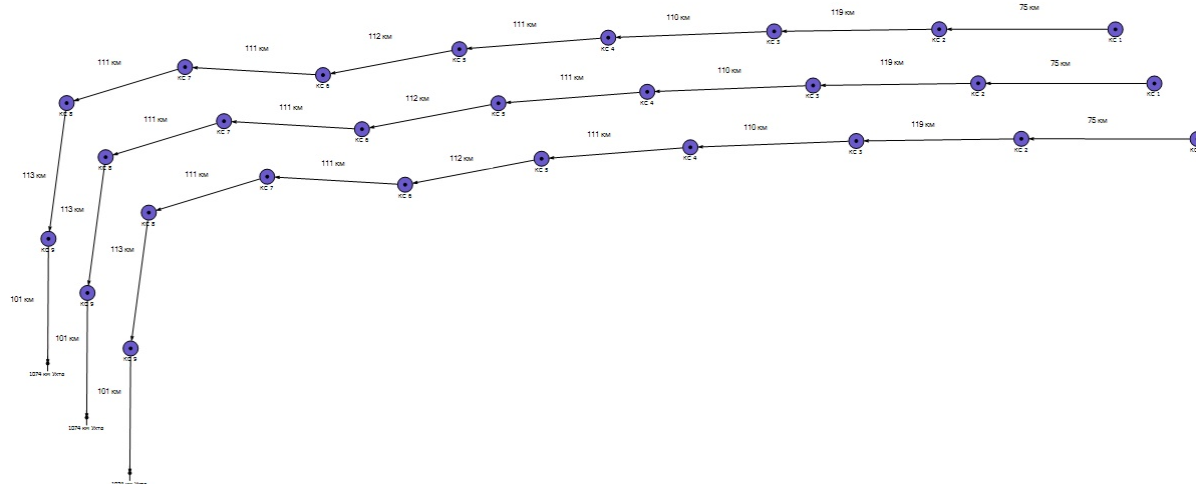 75 км
119 км
110 км
111 км
112 км
111 км
111 км
КС 1
КС 2
КС 3
КС 4
КС 5
КС 6
КС 7
КС 8
113 км
КС 9
101 км
1074 км Ухта
75 км
119 км
110 км
111 км
112 км
111 км
111 км
КС 1
КС 2
КС 3
КС 4
КС 5
КС 6
КС 7
КС 8
113 км
КС 9
101 км
1074 км Ухта
75 км
119 км
110 км
111 км
112 км
111 км
111 км
КС
КС 2
КС 3
КС 4
КС 5
КС 6
КС 7
КС 8
113 км
КС 9
101 км